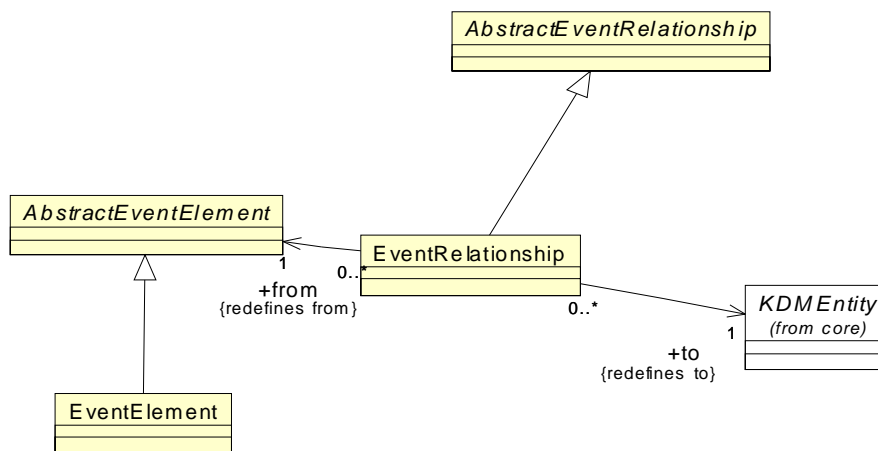 AbstractEventRelationship
AbstractEventElement
EventRelationship
1
0..*
+from
{redefines from}
0..*
KDMEntity
(from core)
1
+to
{redefines to}
EventElement